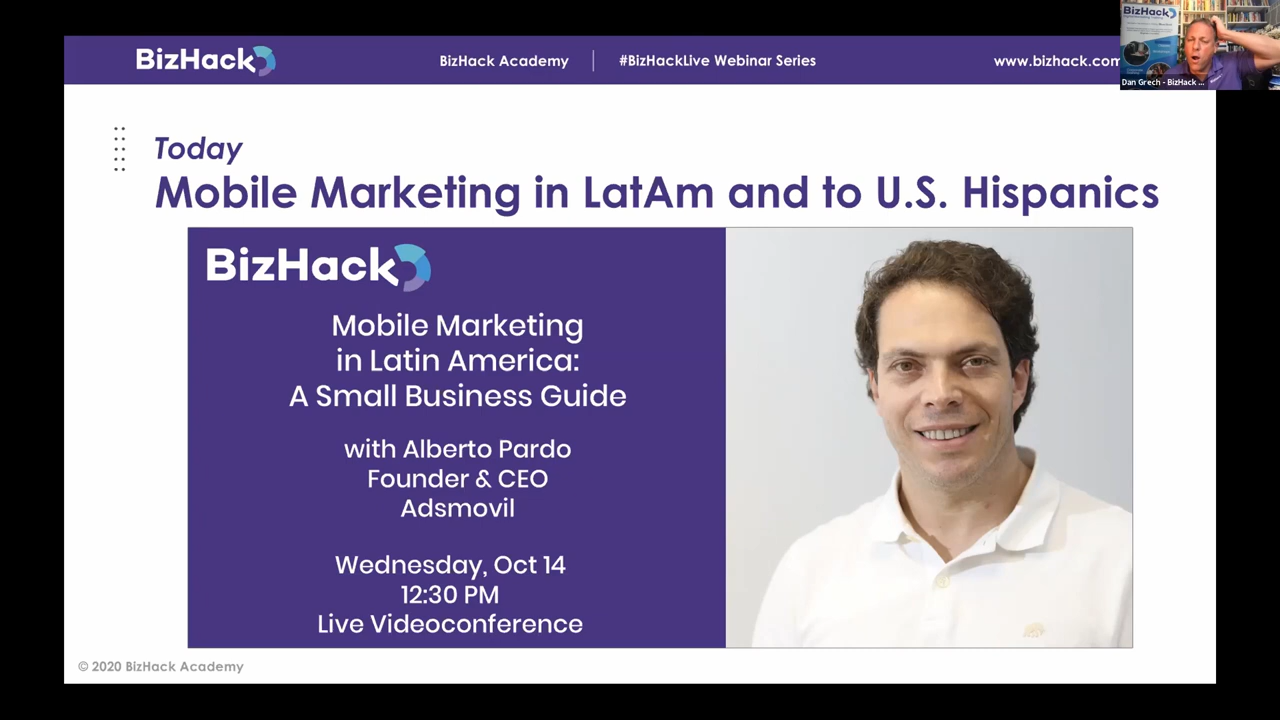 BizHack
BizHack Academy
#BizHackLive Webinar Series
www.bizhack.com
BizHack
Dan Grech - BizHack ...
Today
Mobile Marketing in LatAm and to U.S. Hispanics
BizHack
Mobile Marketing
in Latin America:
A Small Business Guide
with Alberto Pardo
Founder & CEO
Adsmovil
Wednesday, Oct 14
12:30 PM
Live Videoconference
© 2020 BizHack Academy